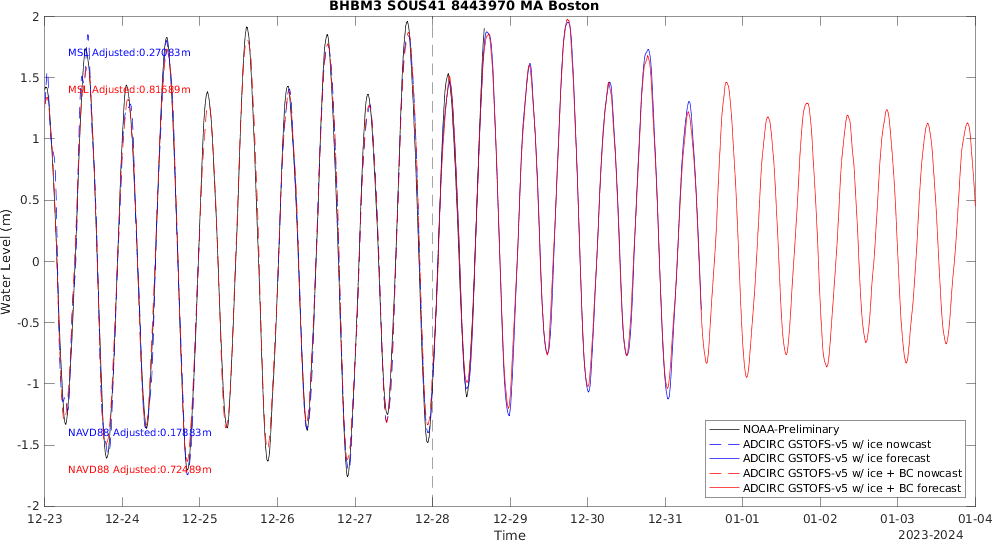 BHBM3 SOUS41 8443970 MA Boston
2
1.5
1
0.5
0
-0.5
-1
-1.5
-2
Water Level (m)
MSL Adjusted:0.27083m
MSL Adjusted:0.81689m
NAVD88 Adjusted:0.17883m
NAVD88 Adjusted:0.72489m
NOAA-Preliminary
ADCIRC GSTOFS-v5 w/ ice nowcast
ADCIRC GSTOFS-v5 w/ ice forecast
ADCIRC GSTOFS-v5 w/ ice + BC nowcast
ADCIRC GSTOFS-v5 w/ ice + BC forecast
12-23 12-24 12-25 12-26 12-27 12-28 12-29 12-30 12-31 01-01 01-02 01-03 01-04
Time
2023-2024